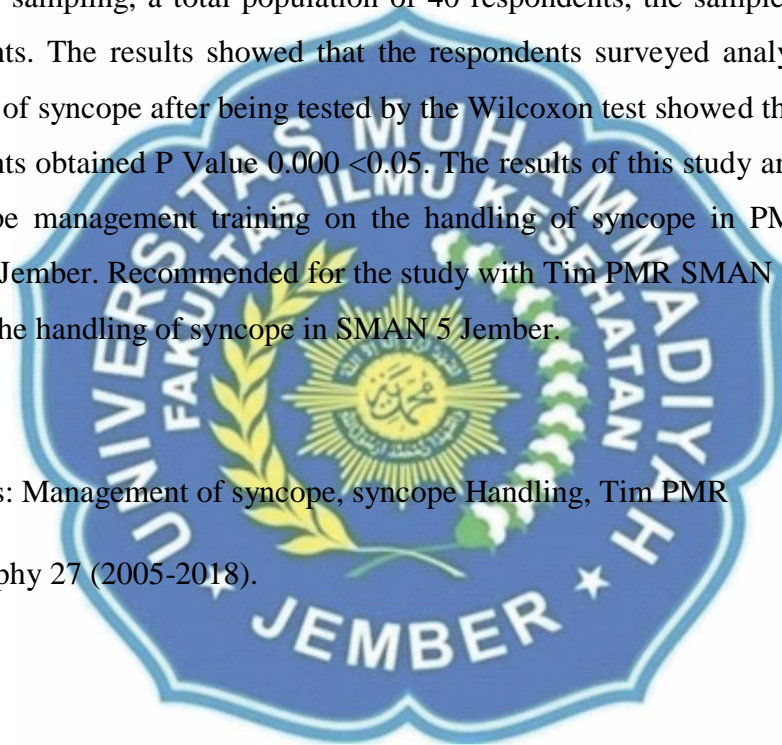 sampling, a total population of 40 respondents, the sample
nts. The results showed that the respondents surveyed analy
of syncope after being tested by the Wilcoxon test showed th
nts obtained P Value 0.000 <0.05. The results of this study ar
pe management training on the handling of syncope in PM
Jember. Recommended for the study with Tim PMR SMAN
he handling of syncope in SMAN 5 Jember.
s: Management of syncope, syncope Handling, Tim PMR
phy 27 (2005-2018).
UNIVERSITAS MUHAMMADIYAH
FAKULTAS ILMU KESEHATAN
JEMBER